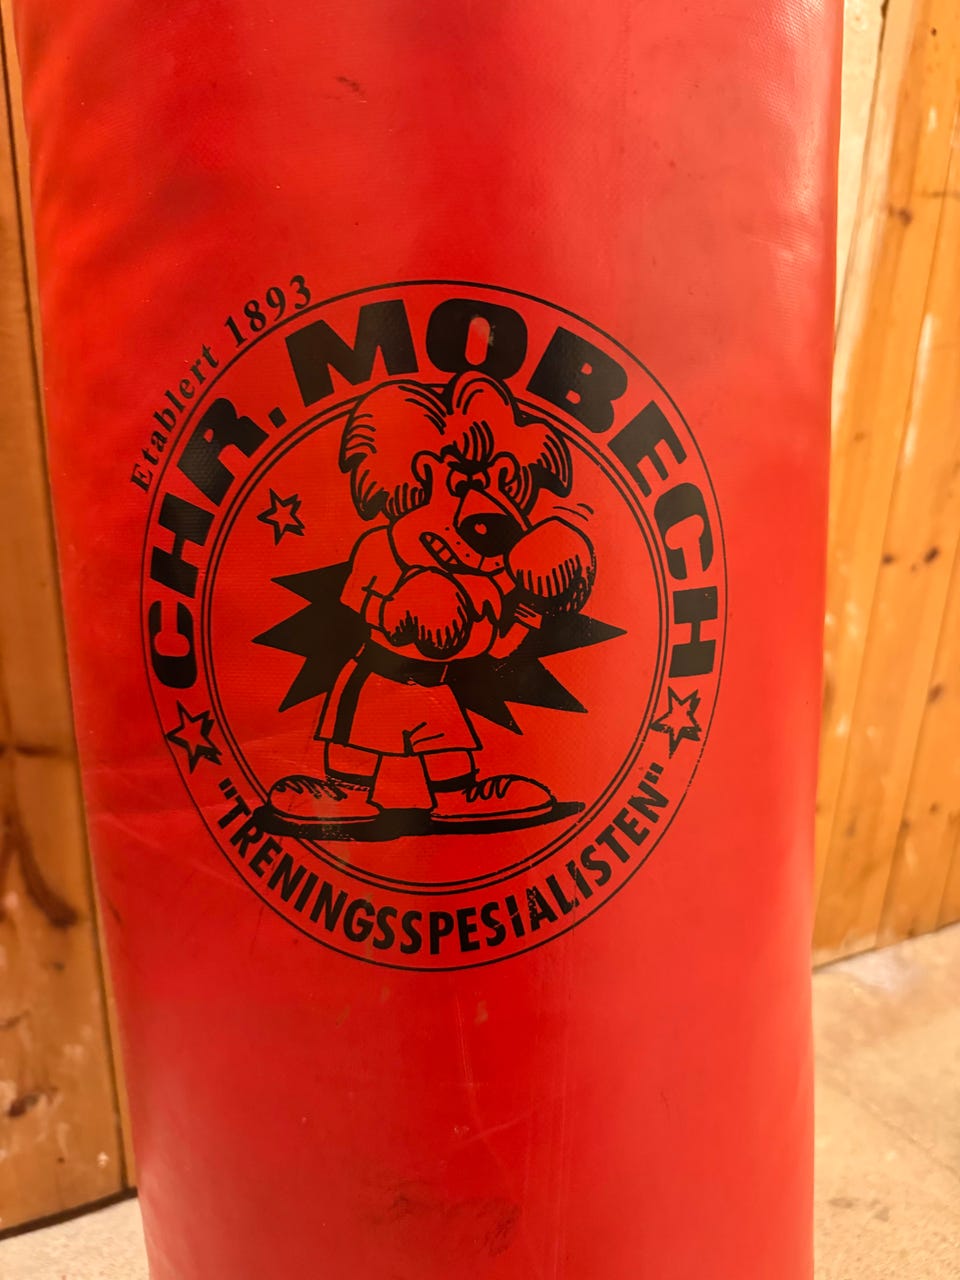 Etablert 1893
CHR. MOBECH
"TRENINGSSPESIALISTEN"